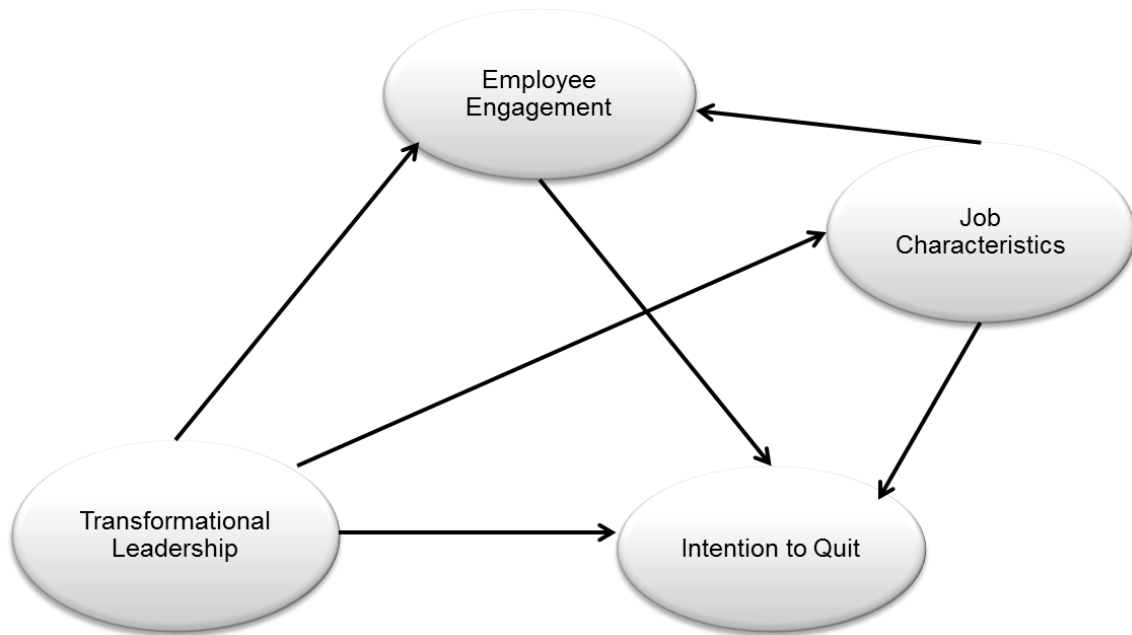 Employee
Engagement
Job
Characteristics
Transformational
Leadership
Intention to Quit